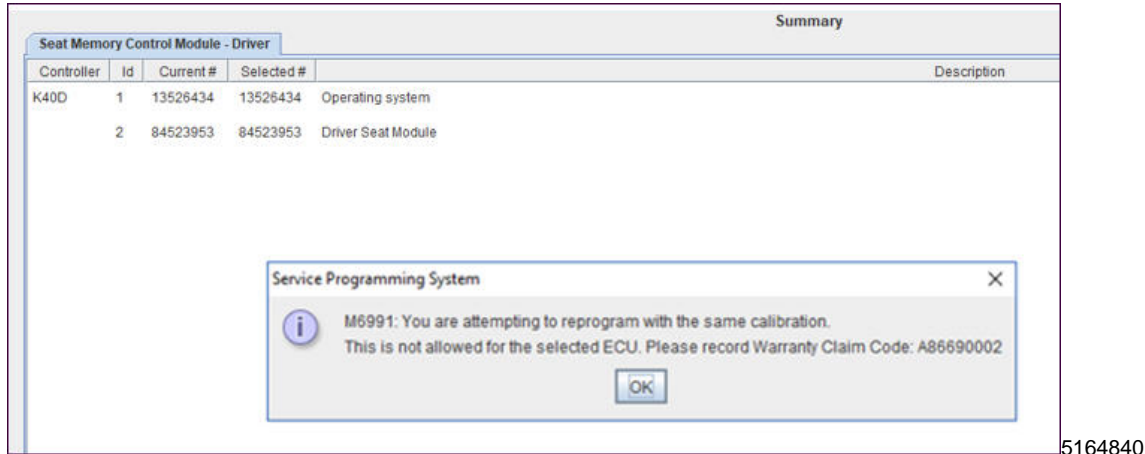 Summary
Seat Memory Control Module - Driver
Controller Id Current # Selected # Description
K40D 1 13526434 13526434 Operating system
2 84523953 84523953 Driver Seat Module
Service Programming System
M6991: You are attempting to reprogram with the same calibration.
This is not allowed for the selected ECU. Please record Warranty Claim Code: A86690002
OK
5164840